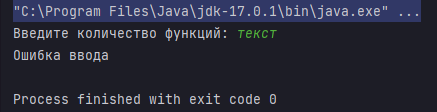 "C:\Program Files\Java\jdk-17.0.1\bin\java.exe" ...
Введите количество функций: текст
Ошибка ввода
Process finished with exit code 0